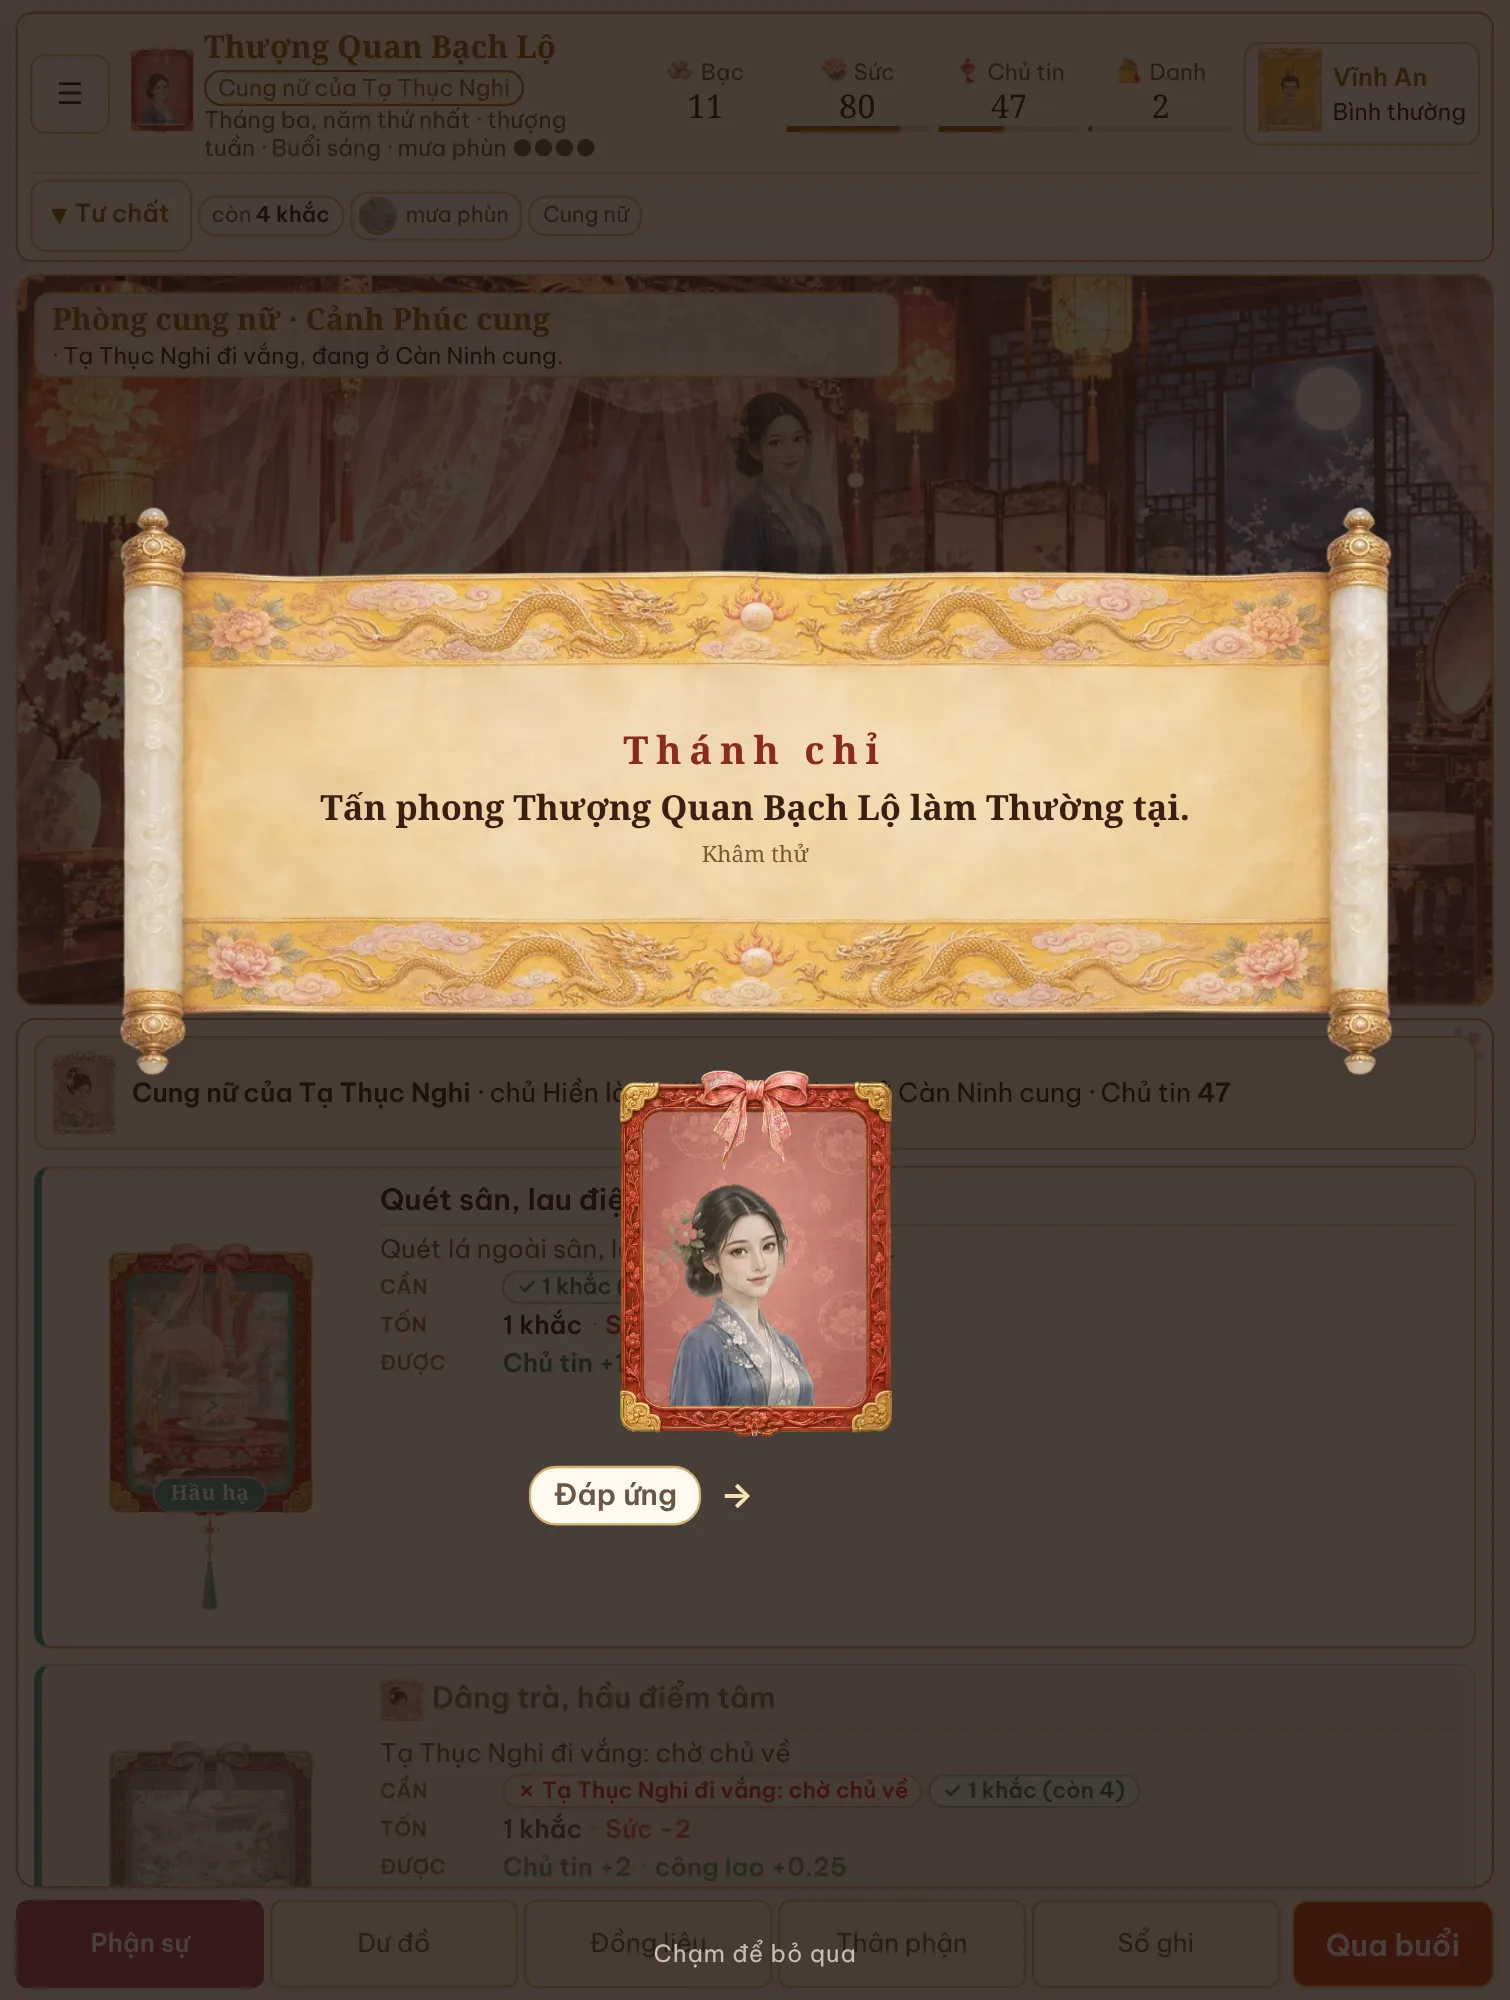 Thượng Quan Bạch Lộ
Cung nữ của Tạ Thục Nghi
Tháng ba, năm thứ nhất · thượng
tuần · Buổi sáng · mưa phùn
Bạc
11
Sức
80
Chủ tin
47
Danh
2
Vĩnh An
Bình thường
▼ Tư chất
còn 4 khắc
mưa phùn
Cung nữ
Phòng cung nữ · Cảnh Phúc cung
· Tạ Thục Nghi đi vắng, đang ở Càn Ninh cung.
Thánh chỉ
Tấn phong Thượng Quan Bạch Lộ làm Thường tại.
Khâm thử
Cung nữ của Tạ Thục Nghi · chủ Hiền Càn Ninh cung · Chủ tin 47
Quét sân, lau
Quét lá ngoài sân,
CẦN
✓ 1 khắc
TỐN
1 khắc ·
ĐƯỢC
Chủ tin
Hầu hạ
Đáp ứng →
Dâng trà, hầu điểm tâm
Tạ Thục Nghi đi vắng: chờ chủ về
CẦN
× Tạ Thục Nghi đi vắng: chờ chủ về
✓ 1 khắc (còn 4)
TỐN
1 khắc · Sức -2
ĐƯỢC
Chủ tin +2 · công lao +0.25
Phận sự
Dư đồ
Đồng liêu
Thân phận
Sổ ghi
Qua buổi
Chạm để bỏ qua